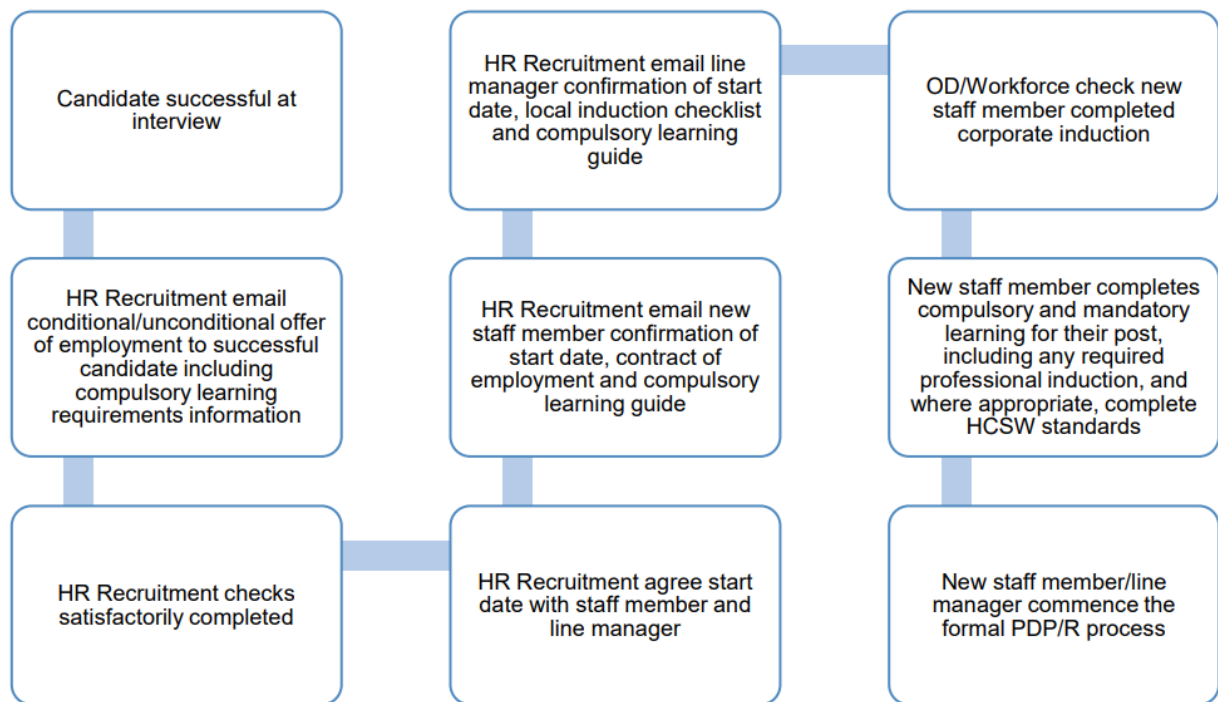 Candidate successful at
interview
HR Recruitment email
conditional/unconditional offer
of employment to successful
candidate including
compulsory learning
requirements information
HR Recruitment checks
satisfactorily completed
HR Recruitment agree start
date with staff member and
line manager
HR Recruitment email new
staff member confirmation of
start date, contract of
employment and compulsory
learning guide
HR Recruitment email line
manager confirmation of start
date, local induction checklist
and compulsory learning
guide
OD/Workforce check new
staff member completed
corporate induction
New staff member completes
compulsory and mandatory
learning for their post,
including any required
professional induction, and
where appropriate, complete
HCSW standards
New staff member/line
manager commence the
formal PDP/R process